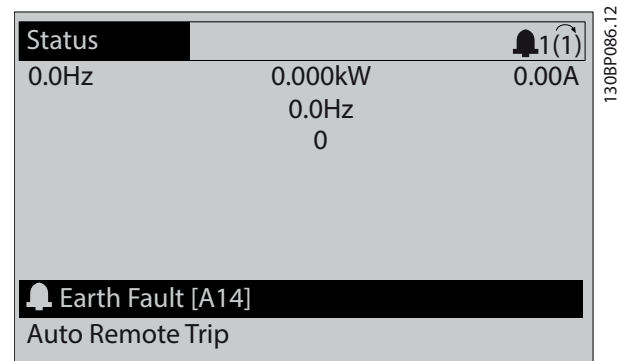 Status 1(1)
0.0Hz 0.000kW 0.00A
0.0Hz
0
Earth Fault [A14]
Auto Remote Trip
130BP086.12